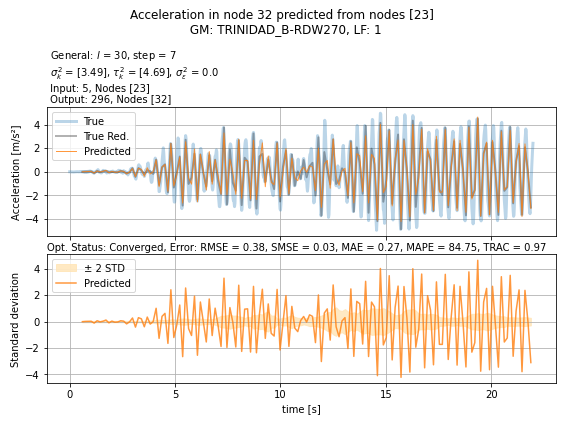 Acceleration in node 32 predicted from nodes [23]
GM: TRINIDAD_B-RDW270, LF: 1
General: l = 30, step = 7
σ²ₖ = [3.49], τ²ₖ = [4.69], σ²ε = 0.0
Input: 5, Nodes [23]
Output: 296, Nodes [32]
True
True Red.
Predicted
Acceleration [m/s²]
4
2
0
−2
−4
Opt. Status: Converged, Error: RMSE = 0.38, SMSE = 0.03, MAE = 0.27, MAPE = 84.75, TRAC = 0.97
± 2 STD
Predicted
Standard deviation
4
2
0
−2
−4
0 5 10 15 20
time [s]